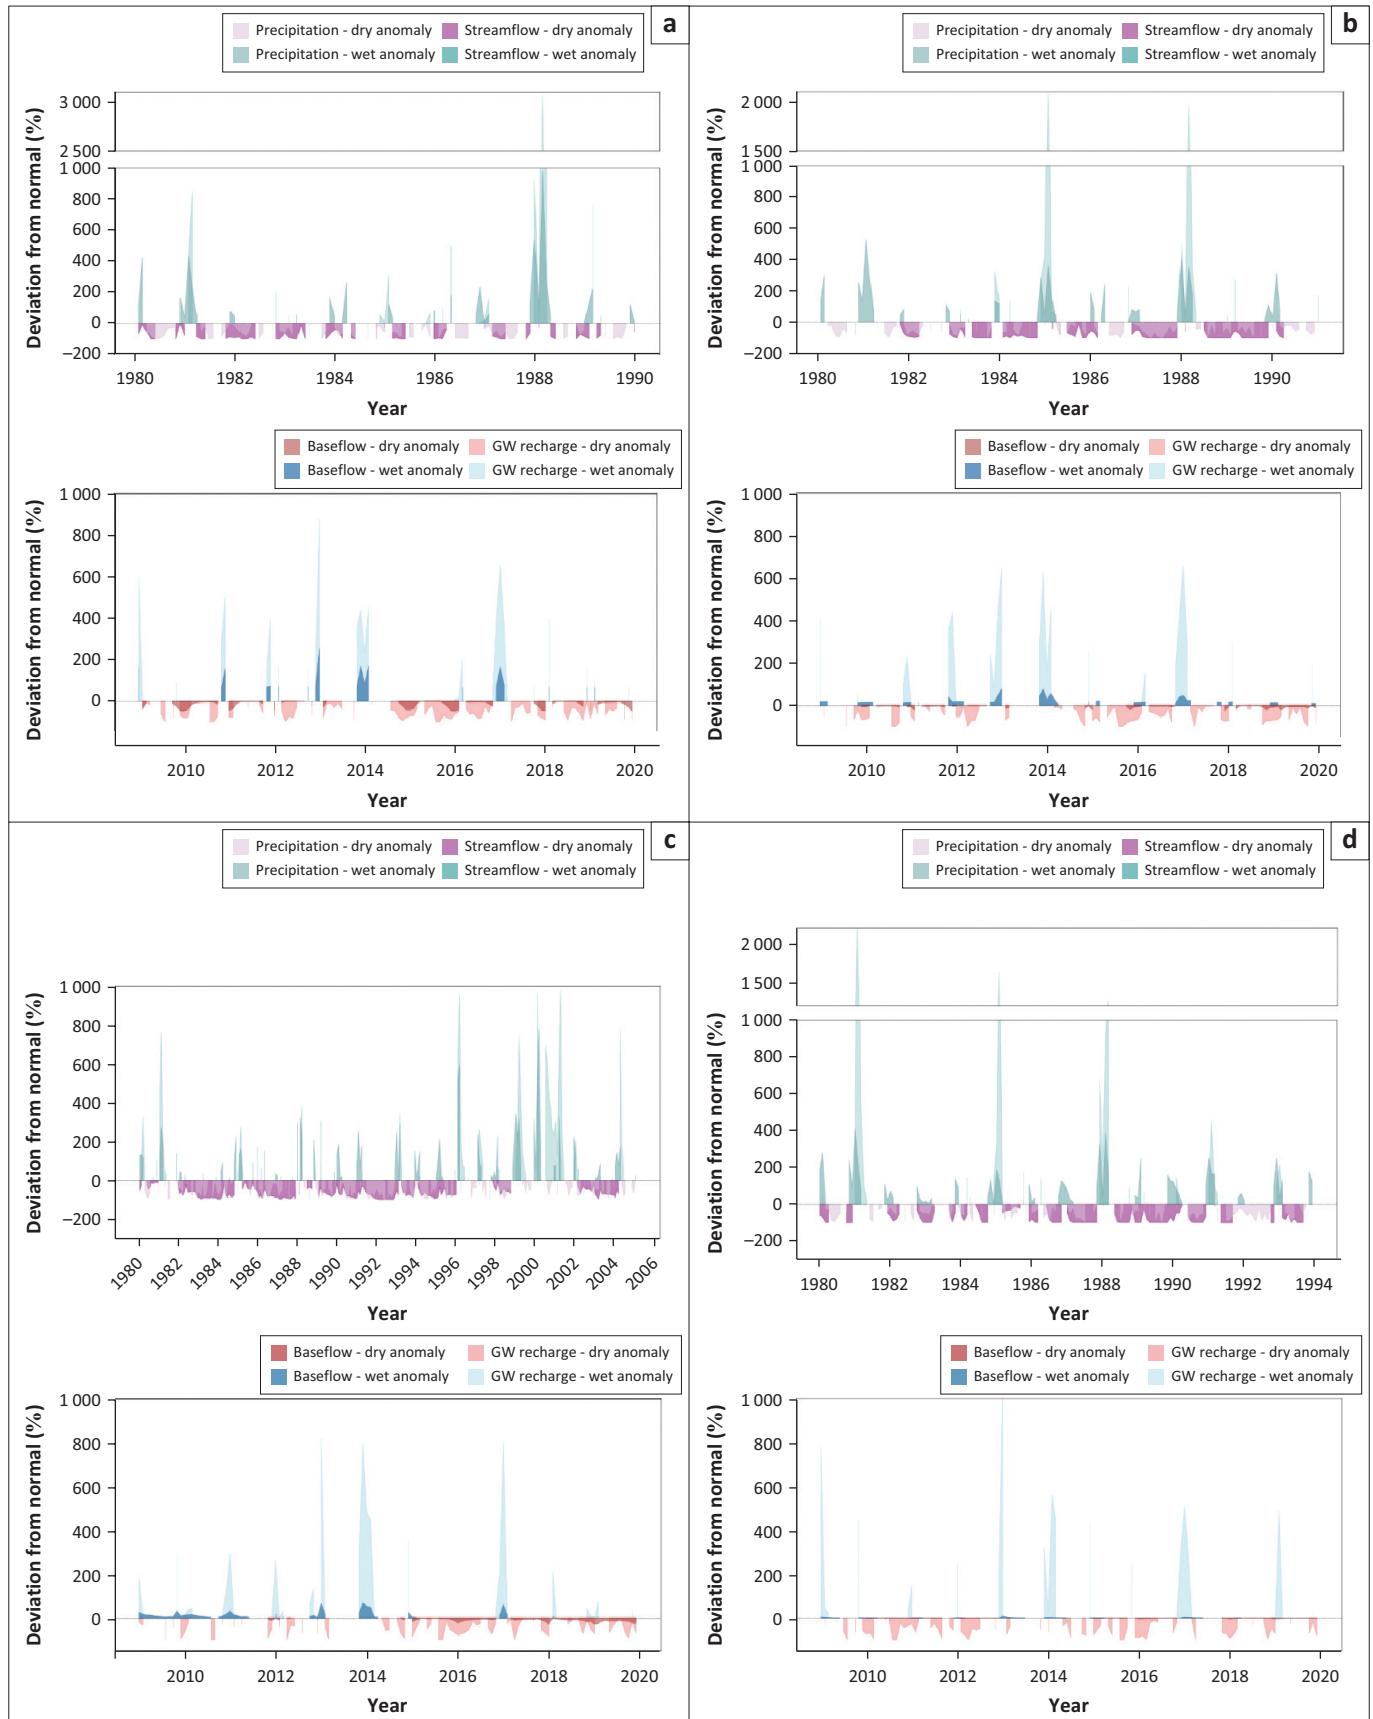 a
Precipitation - dry anomaly Streamflow - dry anomaly
Precipitation - wet anomaly Streamflow - wet anomaly
Deviation from normal (%)
3 000
2 500
1 000
800
600
400
200
0
–200
1980 1982 1984 1986 1988 1990
Year
Baseflow - dry anomaly GW recharge - dry anomaly
Baseflow - wet anomaly GW recharge - wet anomaly
Deviation from normal (%)
1 000
800
600
400
200
0
2010 2012 2014 2016 2018 2020
Year
b
Precipitation - dry anomaly Streamflow - dry anomaly
Precipitation - wet anomaly Streamflow - wet anomaly
Deviation from normal (%)
2 000
1 500
1 000
800
600
400
200
0
–200
1980 1982 1984 1986 1988 1990
Year
Baseflow - dry anomaly GW recharge - dry anomaly
Baseflow - wet anomaly GW recharge - wet anomaly
Deviation from normal (%)
1 000
800
600
400
200
0
2010 2012 2014 2016 2018 2020
Year
c
Precipitation - dry anomaly Streamflow - dry anomaly
Precipitation - wet anomaly Streamflow - wet anomaly
Deviation from normal (%)
1 000
800
600
400
200
0
–200
1980 1982 1984 1986 1988 1990 1992 1994 1996 1998 2000 2002 2004 2006
Year
Baseflow - dry anomaly GW recharge - dry anomaly
Baseflow - wet anomaly GW recharge - wet anomaly
Deviation from normal (%)
1 000
800
600
400
200
0
2010 2012 2014 2016 2018 2020
Year
d
Precipitation - dry anomaly Streamflow - dry anomaly
Precipitation - wet anomaly Streamflow - wet anomaly
Deviation from normal (%)
2 000
1 500
1 000
800
600
400
200
0
–200
1980 1982 1984 1986 1988 1990 1992 1994
Year
Baseflow - dry anomaly GW recharge - dry anomaly
Baseflow - wet anomaly GW recharge - wet anomaly
Deviation from normal (%)
1 000
800
600
400
200
0
2010 2012 2014 2016 2018 2020
Year